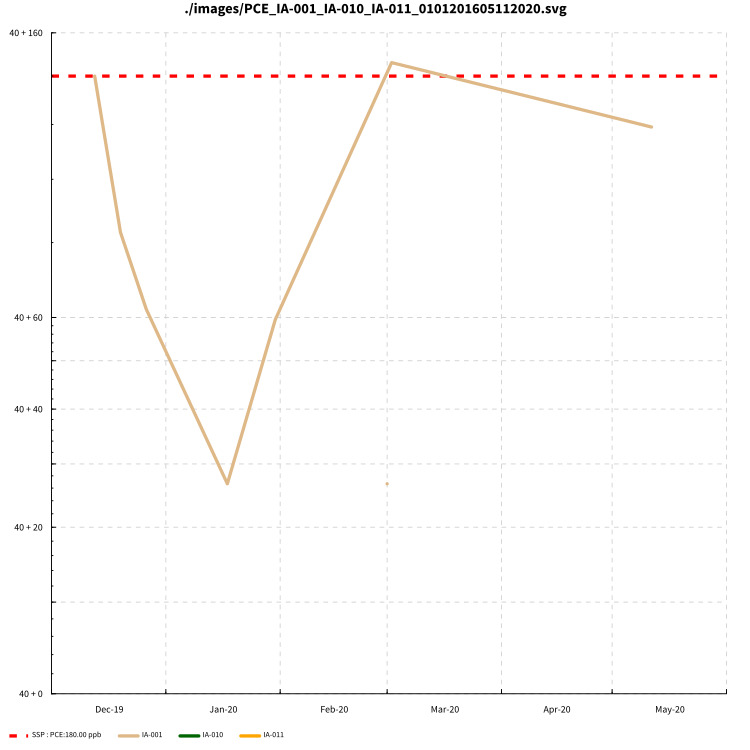 ./images/PCE_IA-001_IA-010_IA-011_0101201605112020.svg
40 + 160
40 + 60
40 + 40
40 + 20
40 + 0
Dec-19 Jan-20 Feb-20 Mar-20 Apr-20 May-20
SSP : PCE:180.00 ppb IA-001 IA-010 IA-011